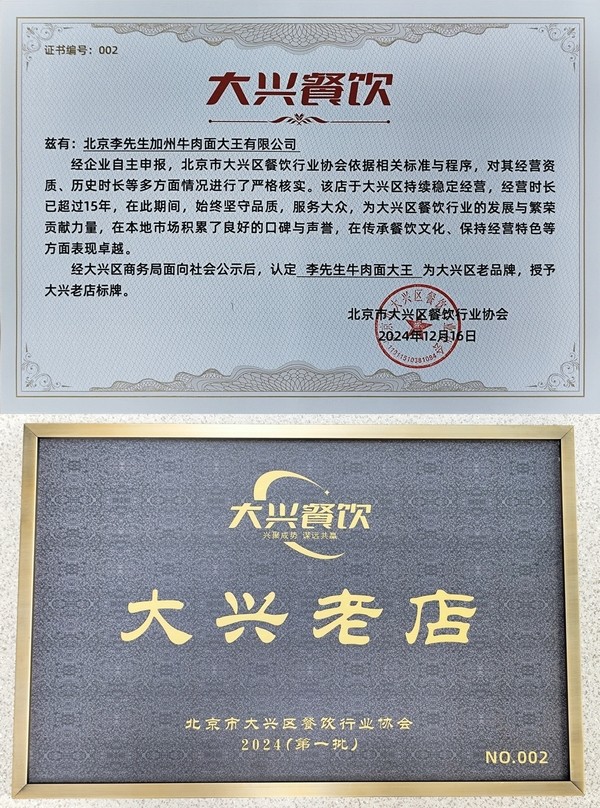 证书编号：002
大兴餐饮
兹有：北京李先生加州牛肉面大王有限公司
经企业自主申报，北京市大兴区餐饮行业协会依据相关标准与程序，对其经营资
质、历史时长等多方面情况进行了严格核实。该店于大兴区持续稳定经营，经营时长
已超过15年，在此期间，始终坚守品质，服务大众，为大兴区餐饮行业的发展与繁荣
贡献力量，在本地市场积累了良好的口碑与声誉，在传承餐饮文化、保持经营特色等
方面表现卓越。
经大兴区商务局面向社会公示后，认定 李先生牛肉面大王 为大兴区老品牌，授予
大兴老店标牌。
北京市大兴区餐饮行业协会
2024年12月16日
大兴餐饮
兴聚成势 谋远共赢
大兴老店
北京市大兴区餐饮行业协会
2024(第一批)
NO.002